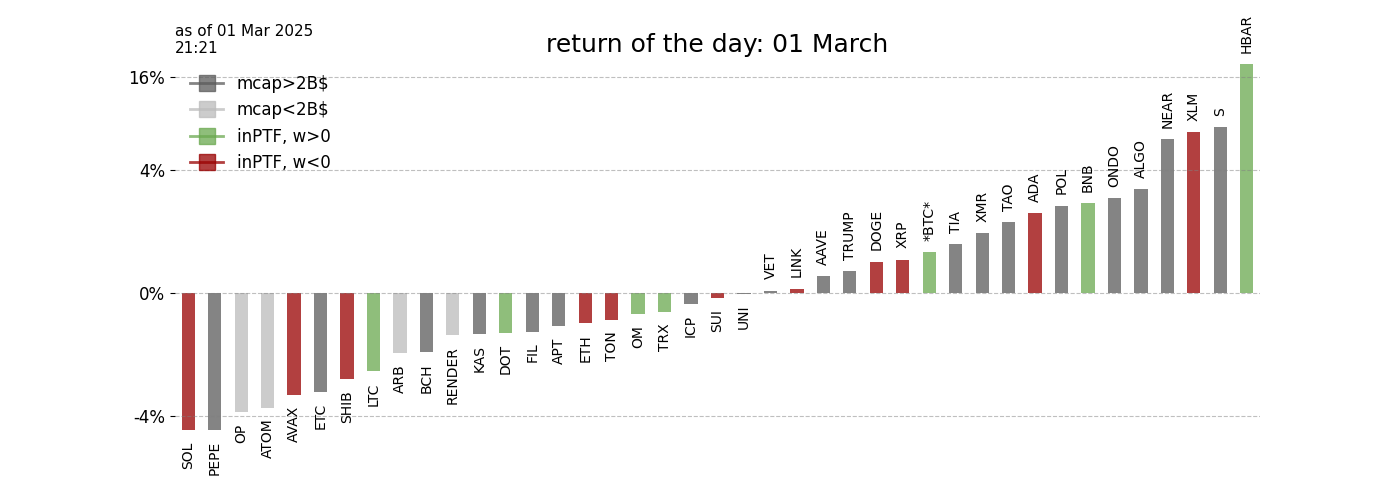 as of 01 Mar 2025
21:21
return of the day: 01 March
16%
4%
0%
-4%
mcap>2B$
mcap<2B$
inPTF, w>0
inPTF, w<0
SOL
PEPE
OP
ATOM
AVAX
ETC
SHIB
LTC
ARB
BCH
RENDER
KAS
DOT
FIL
APT
ETH
TON
OM
TRX
ICP
SUI
UNI
VET
LINK
AAVE
TRUMP
DOGE
XRP
*BTC*
TIA
XMR
TAO
ADA
POL
BNB
ONDO
ALGO
NEAR
XLM
S
HBAR